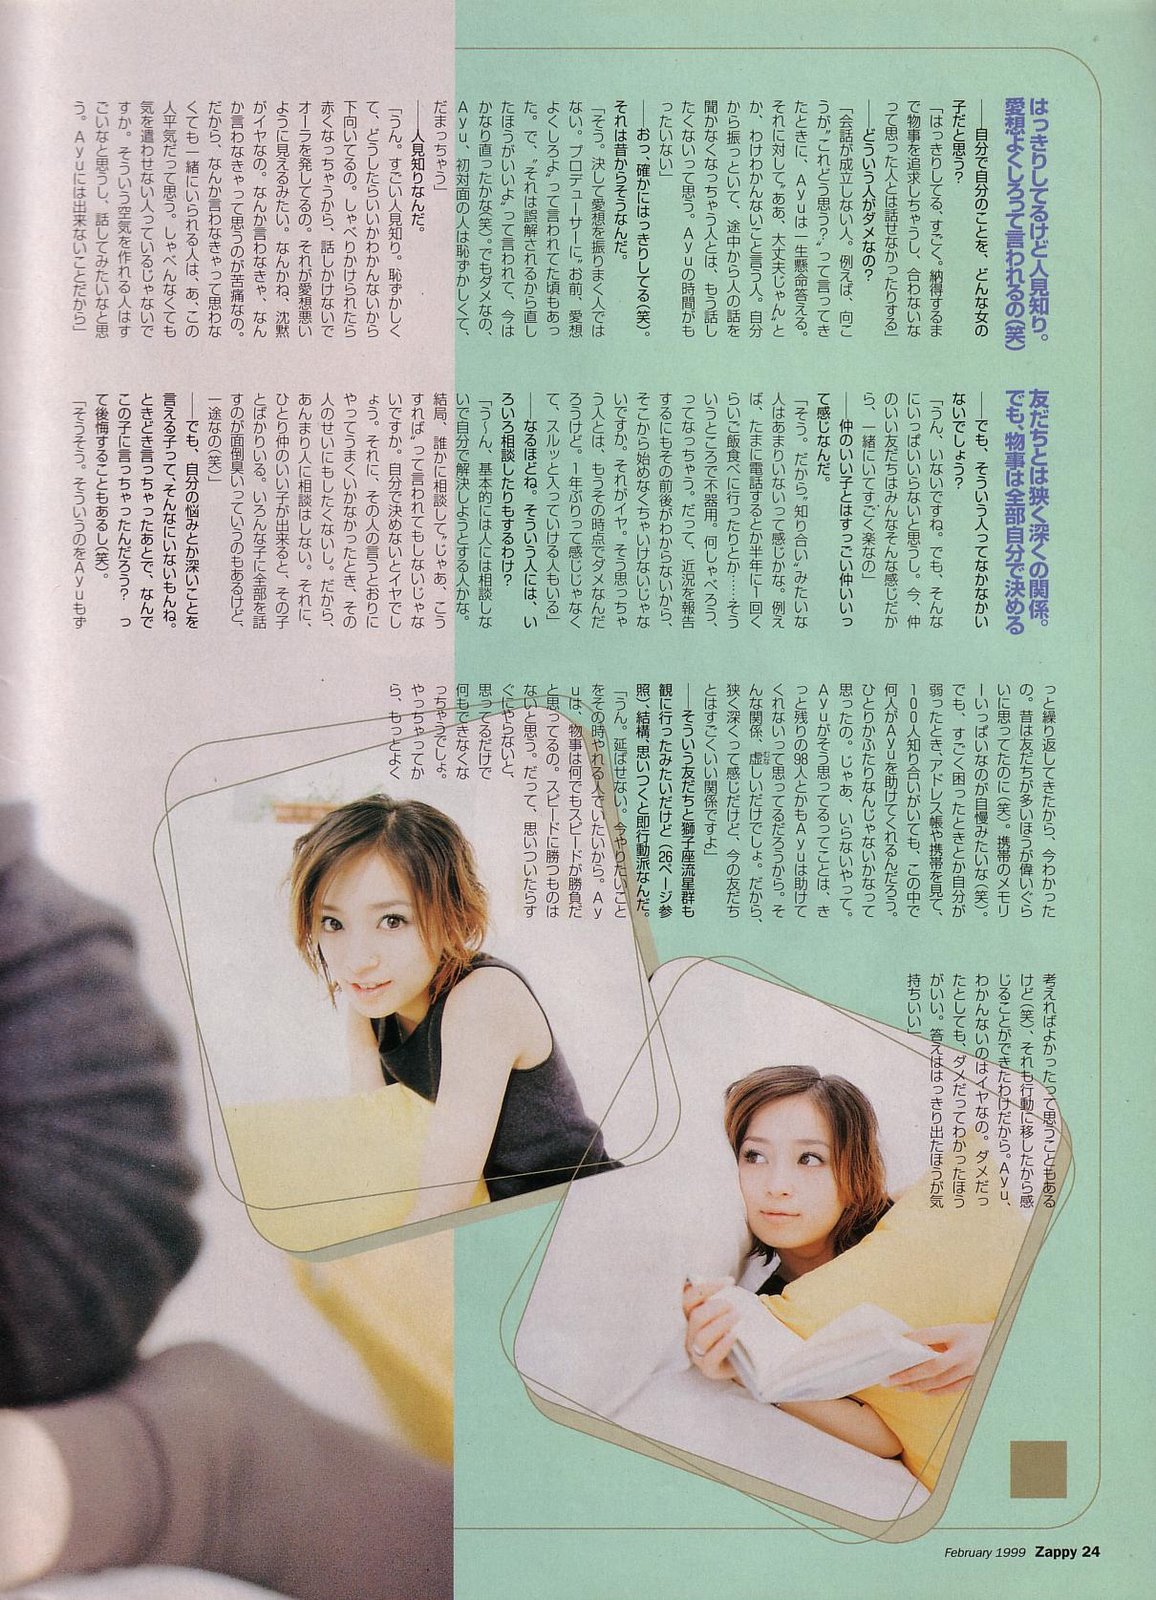 はっきりしてるけど人見知り。
愛想よくしろって言われるの(笑)
――自分で自分のことを、どんな女の
子だと思う?
「はっきりしてる、すごく。納得するま
で物事を追求しちゃうし、合わないな
って思った人とは話せなかったりする」
――どういう人がダメなの?
「会話が成立しない人。例えば、向こ
うが“これどう思う?”って言ってき
たときに、Ayuは一生懸命答える。
それに対して“ああ、大丈夫じゃん”と
か、わけわかんないこと言う人。自分
から振っといて、途中から人の話を
聞かなくなっちゃう人とは、もう話し
たくないって思う。Ayuの時間がも
ったいない」
――おっ、確かにはっきりしてる(笑)。
それは昔からそうなんだ。
「そう。決して愛想を振りまく人では
ない。プロデューサーに“お前、愛想
よくしろよ”って言われてた頃もあっ
た。で、“それは誤解されるから直し
たほうがいいよ”って言われて、今は
かなり直ったかな(笑)。でもダメなの、
Ayu、初対面の人は恥ずかしくて、
だまっちゃう」
――人見知りなんだ。
「うん。すごい人見知り。恥ずかしく
て、どうしたらいいかわかんないから
下向いてるの。しゃべりかけられたら
赤くなっちゃうから、話しかけないで
オーラを発してるの。それが愛想悪い
ように見えるみたい。なんかね、沈黙
がイヤなの。なんか言わなきゃ、なん
か言わなきゃって思うのが苦痛なの。
だから、なんか言わなきゃって思わな
くても一緒にいられる人は、あ、この
人平気だって思う。しゃべんなくても
気を遣わせない人っているじゃないで
すか。そういう空気を作れる人はす
ごいなと思うし、話してみたいなと思
う。Ayuには出来ないことだから」
友だちとは狭く深くの関係。
でも、物事は全部自分で決める
――でも、そういう人ってなかなかい
ないでしょう?
「うん、いないですね。でも、そんな
にいっぱいいらないと思うし。今、仲
のいい友だちはみんなそんな感じだか
ら、一緒にいてすごく楽なの」
――仲のいい子とはすっごい仲いいっ
て感じなんだ。
「そう。だから“知り合い”みたいな
人はあまりいないって感じかな。例え
ば、たまに電話するとか半年に1回く
らいご飯食べに行ったりとか……そう
いうところで不器用。何しゃべろう、
ってなっちゃう。だって、近況を報告
するにもその前後がわからないから、
そこから始めなくちゃいけないじゃな
いですか。それがイヤ。そう思っちゃ
う人とは、もうその時点でダメなんだ
ろうけど。1年ぶりって感じじゃなく
て、スルッと入っていける人もいる」
――なるほどね。そういう人には、い
ろいろ相談したりもするわけ?
「う〜ん、基本的には人には相談しな
いで自分で解決しようとする人かな。
結局、誰かに相談して“じゃあ、こう
すれば”って言われてもしないじゃな
いですか。自分で決めないとイヤでし
ょう。それに、その人の言うとおりに
やってうまくいかなかったとき、その
人のせいにもしたくないし。だから、
あんまり人に相談はしない。それに、
ひとり仲のいい子が出来ると、その子
とばかりいる。いろんな子に全部を話
すのが面倒臭いっていうのもあるけど、
一途なの(笑)」
――でも、自分の悩みとか深いことを
言える子って、そんなにいないもんね。
ときどき言っちゃったあとで、なんで
この子に言っちゃったんだろう? っ
て後悔することもあるし(笑)。
「そうそう。そういうのをAyuもず
っと繰り返してきたから、今わかった
の。昔は友だちが多いほうが偉いぐら
いに思ってたのに(笑)。携帯のメモリ
ーいっぱいなのが自慢みたいな(笑)。
でも、すごく困ったときとか自分が
弱ったとき、アドレス帳や携帯を見て、
100人知り合いがいても、この中で
何人がAyuを助けてくれるんだろう。
ひとりかふたりなんじゃないかなって
思ったの。じゃあ、いらないやって。
Ayuがそう思ってるってことは、き
っと残りの98人とかもAyuは助けて
くれないって思ってるだろうから。そ
んな関係、虚しいだけでしょ。だから、
狭く深くって感じだけど、今の友だち
とはすごくいい関係ですよ」
――そういう友だちと獅子座流星群も
観に行ったみたいだけど(26ページ参
照)、結構、思いつくと即行動派なんだ。
「うん。延ばせない。今やりたいこと
をその時やれる人でいたいから。Ay
uは、物事は何でもスピードが勝負だ
と思ってるの。スピードに勝つものは
ないと思う。だって、思いついたらす
ぐにやらないと、
思ってるだけで
何もできなくな
っちゃうでしょ。
やっちゃってか
ら、もっとよく
考えればよかったって思うこともある
けど(笑)、それも行動に移したから感
じることができたわけだから。Ayu、
わかんないのはイヤなの。ダメだっ
たとしても、ダメだってわかったほう
がいい。答えははっきり出たほうが気
持ちいい」
February 1999 Zappy 24